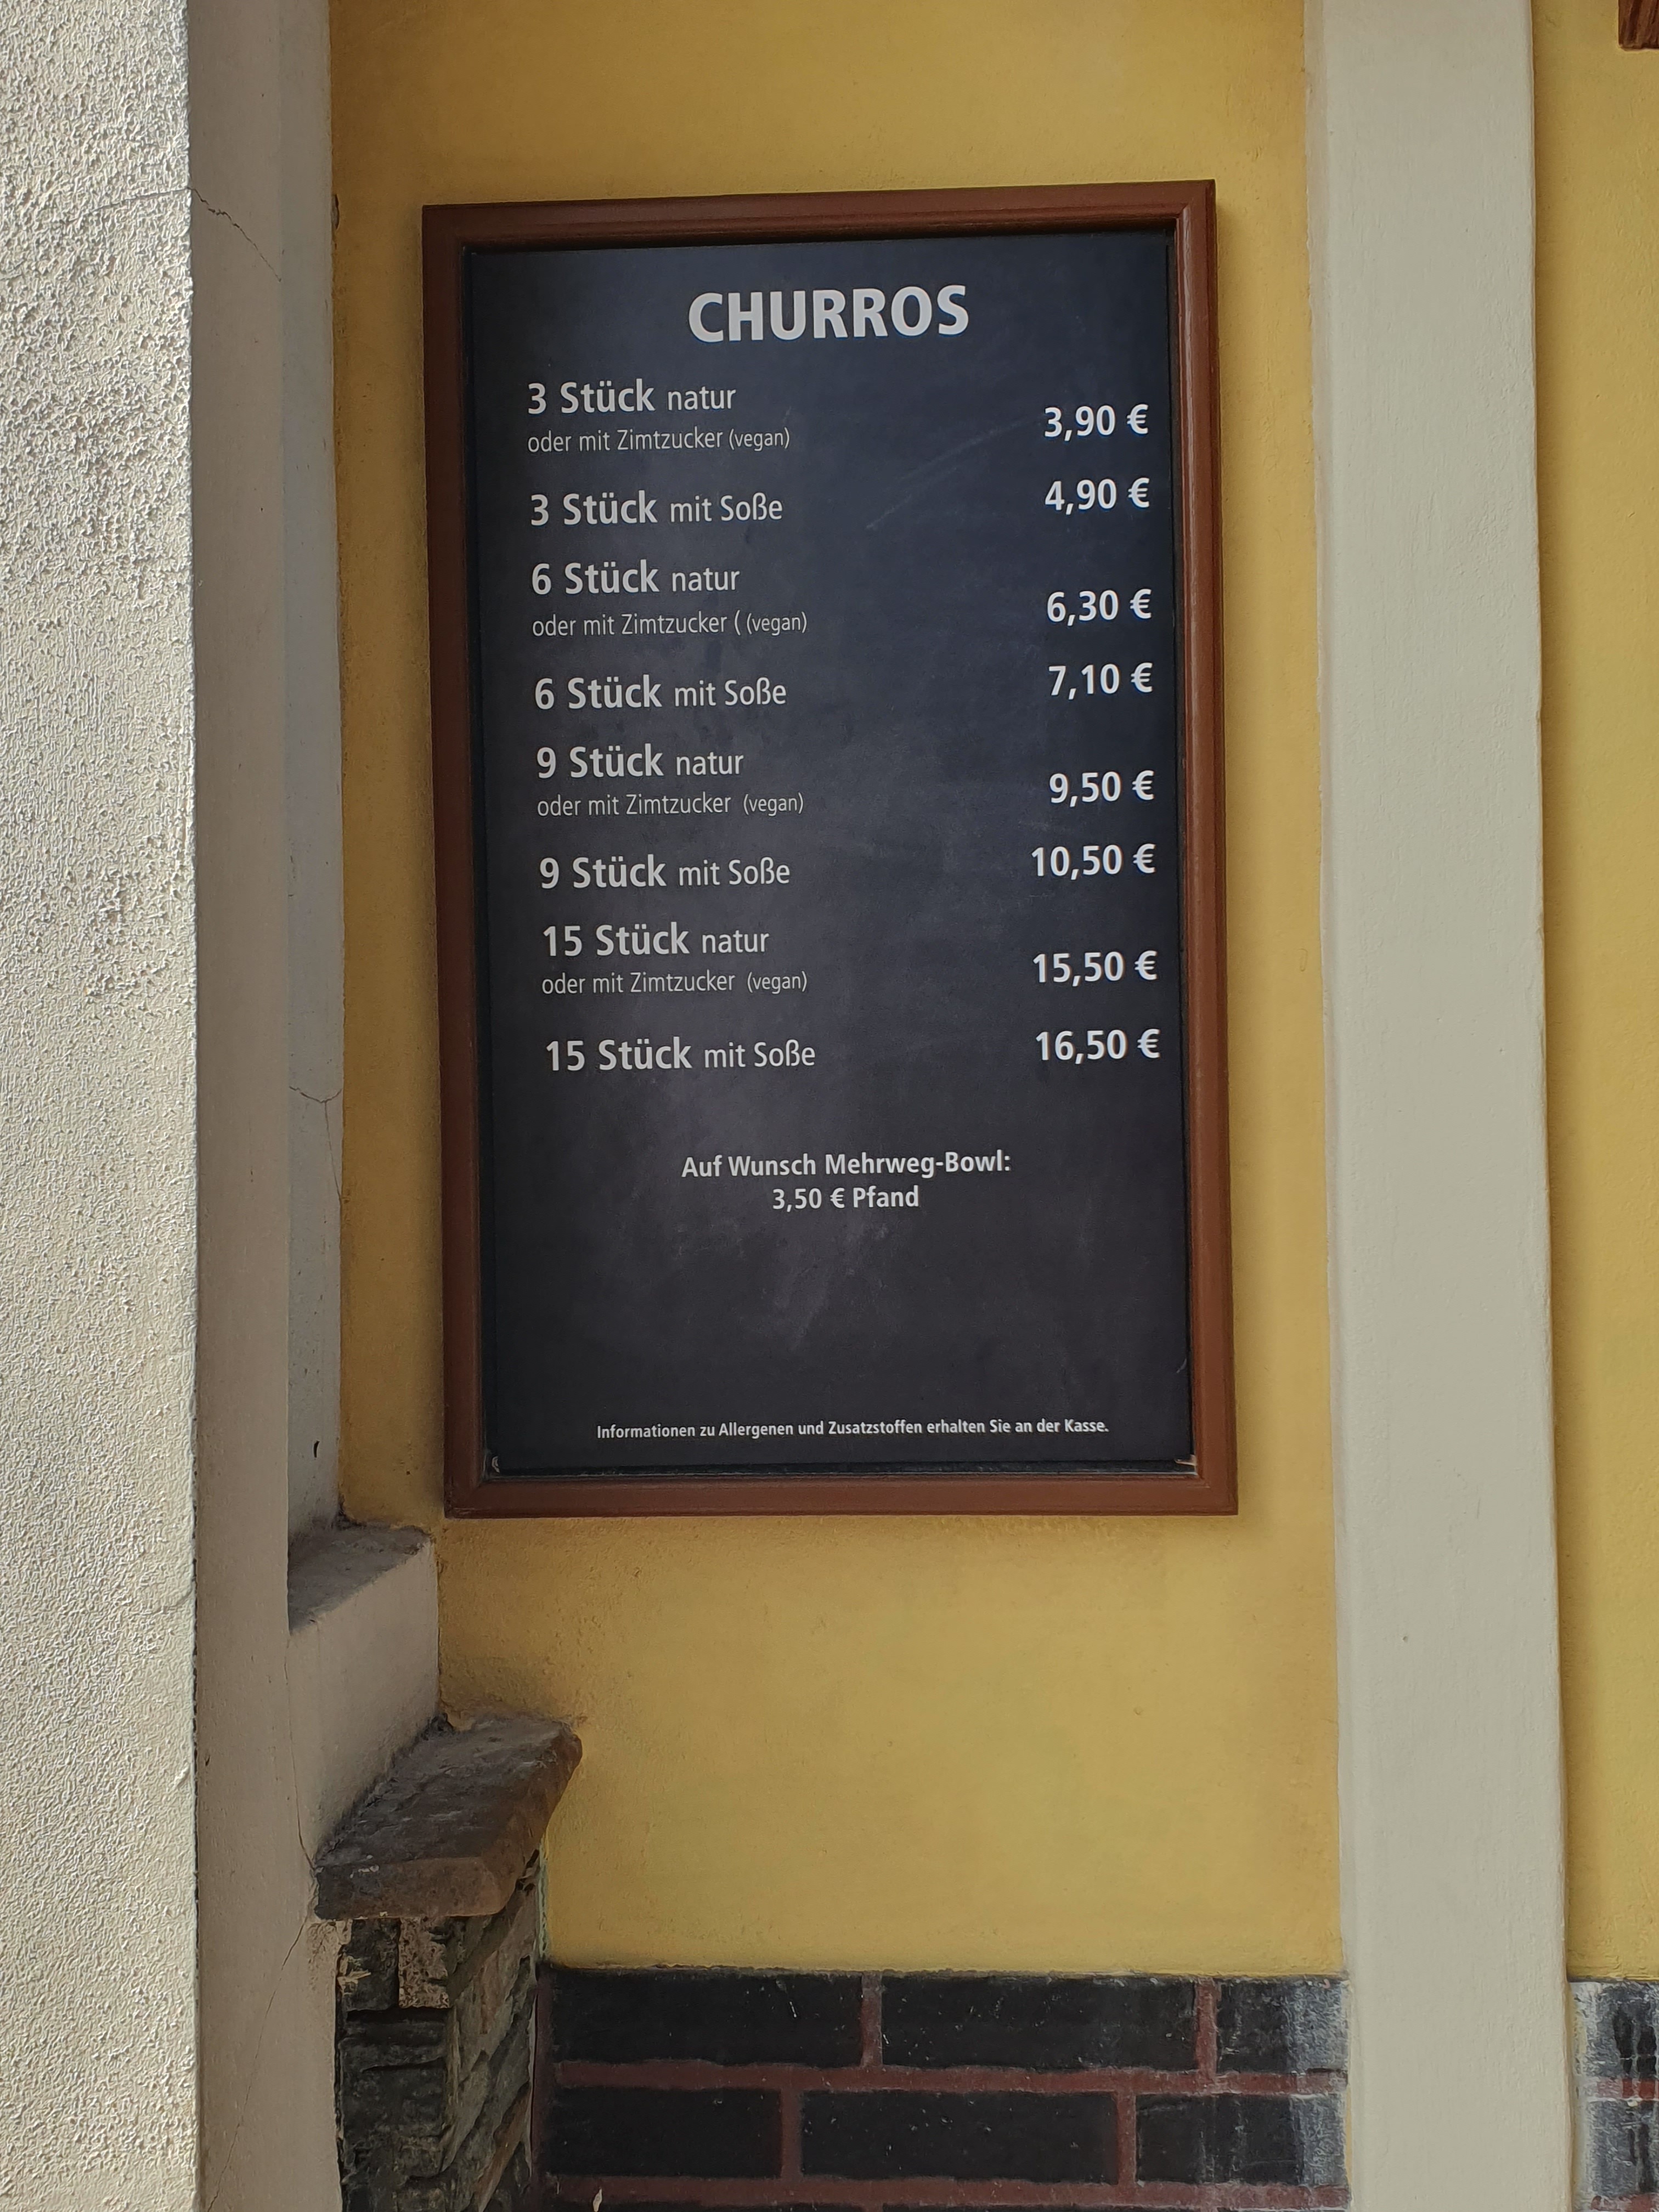 CHURROS
3 Stück natur
oder mit Zimtzucker (vegan)
3,90 €
3 Stück mit Soße 4,90 €
6 Stück natur
oder mit Zimtzucker ( (vegan)
6,30 €
6 Stück mit Soße 7,10 €
9 Stück natur
oder mit Zimtzucker (vegan)
9,50 €
9 Stück mit Soße 10,50 €
15 Stück natur
oder mit Zimtzucker (vegan)
15,50 €
15 Stück mit Soße 16,50 €
Auf Wunsch Mehrweg-Bowl:
3,50 € Pfand
Informationen zu Allergenen und Zusatzstoffen erhalten Sie an der Kasse.